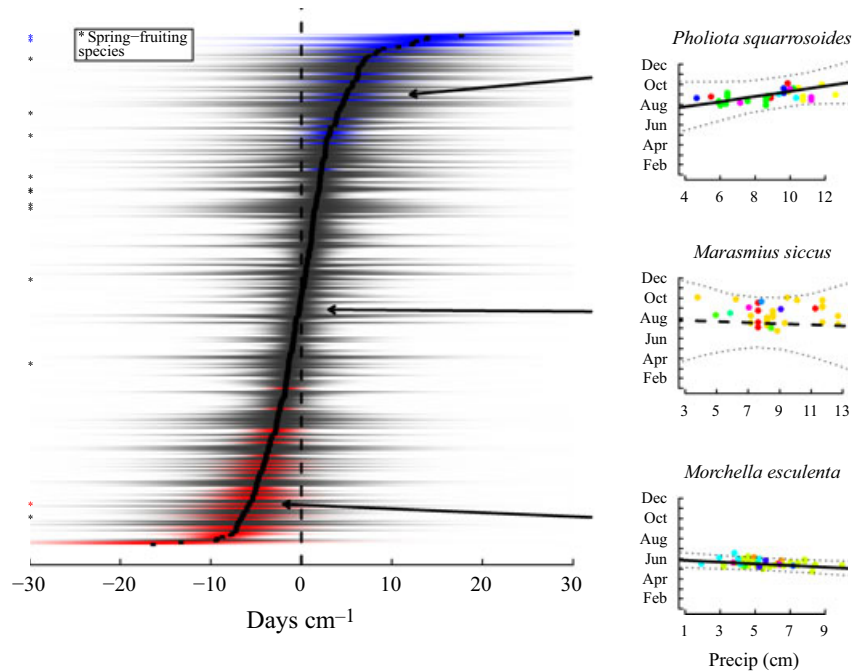 * Spring−fruiting
species
*
*
*
*
*
*
*
*
*
*
*
*
*
*
−30
−20
−10
0
10
20
30
Days cm−1
Pholiota squarrosoides
Dec
Oct
Aug
Jun
Apr
Feb
4
6
8
10
12
Marasmius siccus
Dec
Oct
Aug
Jun
Apr
Feb
3
5
7
9
11
13
Morchella esculenta
Dec
Oct
Aug
Jun
Apr
Feb
1
3
5
7
9
Precip (cm)